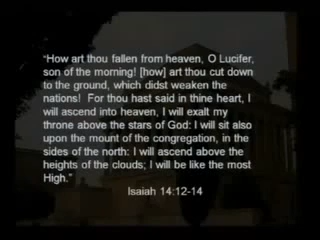 “How art thou fallen from heaven, O Lucifer,
son of the morning! [how] art thou cut down
to the ground, which didst weaken the
nations!  For thou hast said in thine heart, I
will ascend into heaven, I will exalt my
throne above the stars of God: I will sit also
upon the mount of the congregation, in the
sides of the north: I will ascend above the
heights of the clouds; I will be like the most
High.”
Isaiah 14:12-14